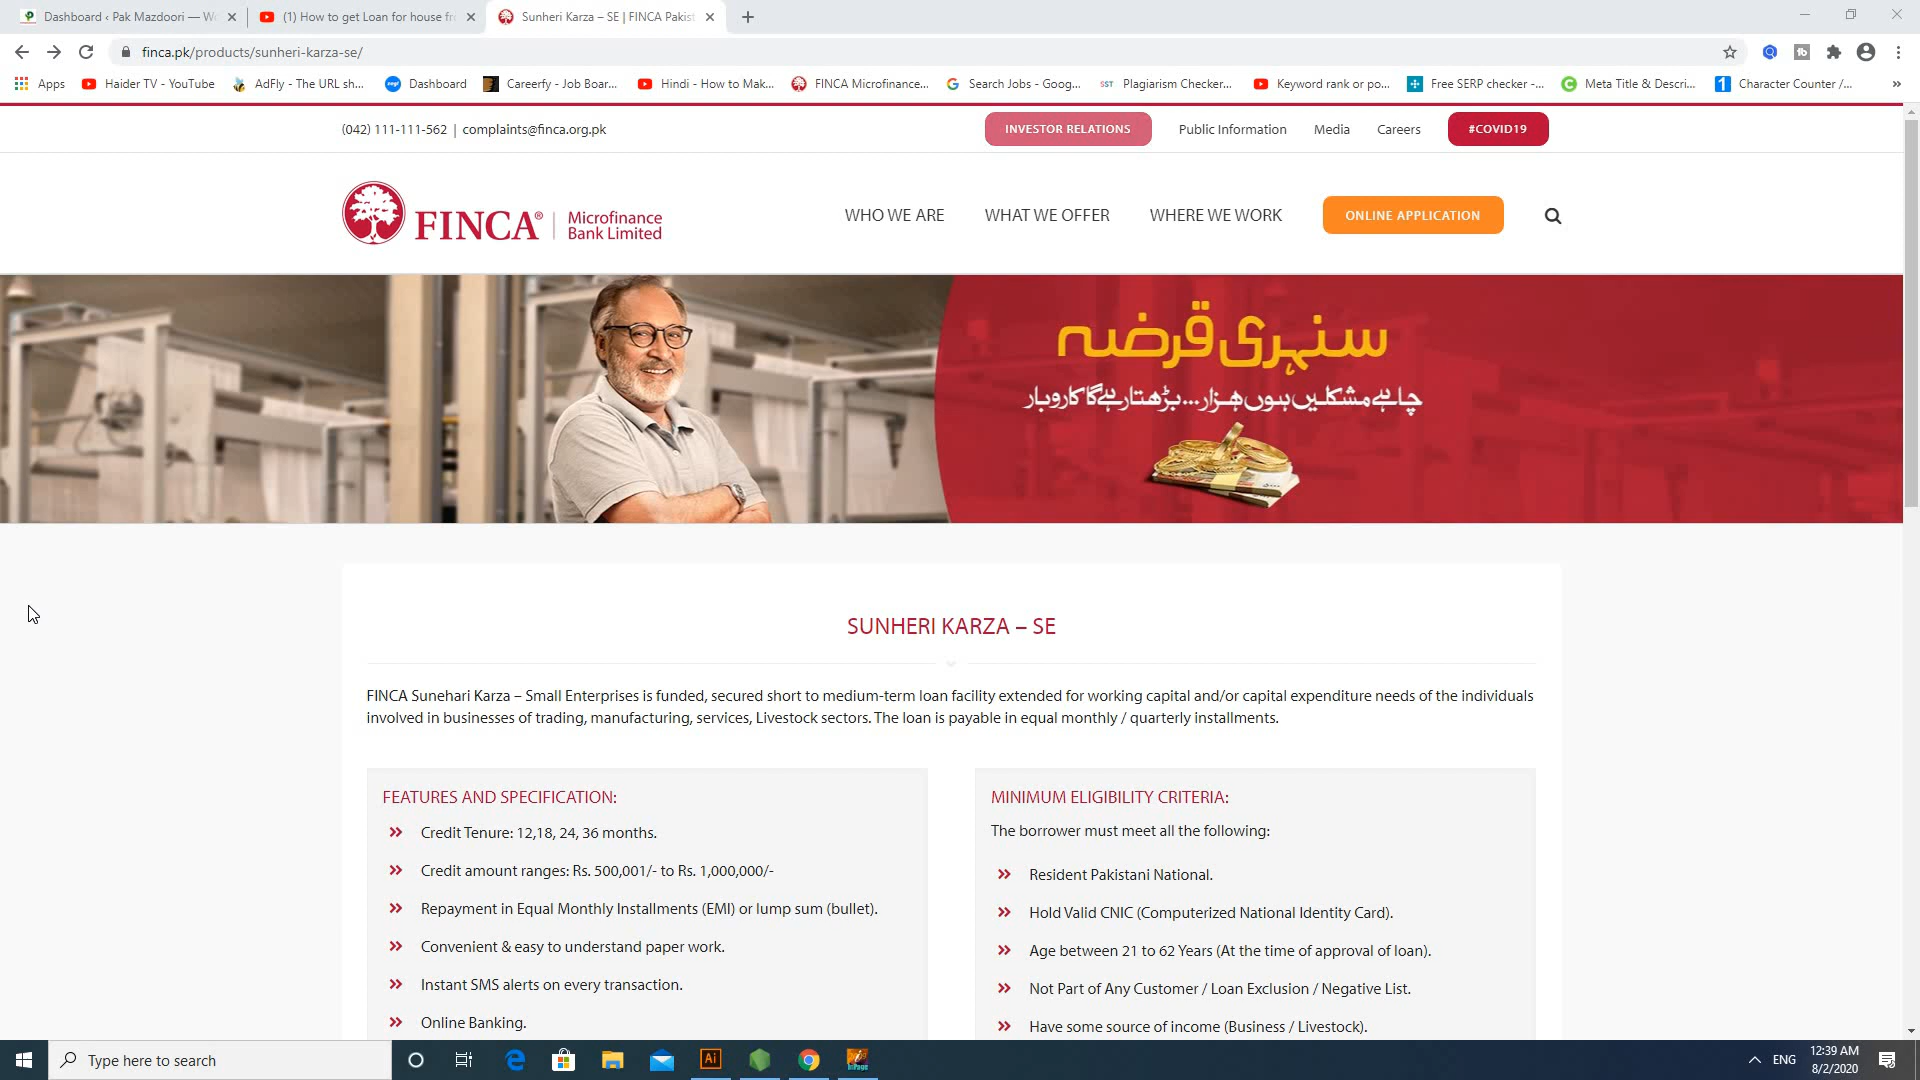 Dashboard ‹ Pak Mazdoori — Wo
(1) How to get Loan for house fr
Sunheri Karza – SE | FINCA Pakist
finca.pk/products/sunheri-karza-se/
Apps
Haider TV - YouTube
AdFly - The URL sh...
Dashboard
Careerfy - Job Boar...
Hindi - How to Mak...
FINCA Microfinance...
Search Jobs - Goog...
SST
Plagiarism Checker...
Keyword rank or po...
Free SERP checker -...
Meta Title & Descri...
Character Counter /...
(042) 111-111-562 | complaints@finca.org.pk
INVESTOR RELATIONS
Public Information
Media
Careers
#COVID19
FINCA® | Microfinance
Bank Limited
WHO WE ARE
WHAT WE OFFER
WHERE WE WORK
ONLINE APPLICATION
سنہری قرضہ
چاہے مشکلیں ہوں ہزار...بڑھتا رہے گا کاروبار
SUNHERI KARZA – SE
FINCA Sunehari Karza – Small Enterprises is funded, secured short to medium-term loan facility extended for working capital and/or capital expenditure needs of the individuals
involved in businesses of trading, manufacturing, services, Livestock sectors. The loan is payable in equal monthly / quarterly installments.
FEATURES AND SPECIFICATION:
Credit Tenure: 12,18, 24, 36 months.
Credit amount ranges: Rs. 500,001/- to Rs. 1,000,000/-
Repayment in Equal Monthly Installments (EMI) or lump sum (bullet).
Convenient & easy to understand paper work.
Instant SMS alerts on every transaction.
Online Banking.
MINIMUM ELIGIBILITY CRITERIA:
The borrower must meet all the following:
Resident Pakistani National.
Hold Valid CNIC (Computerized National Identity Card).
Age between 21 to 62 Years (At the time of approval of loan).
Not Part of Any Customer / Loan Exclusion / Negative List.
Have some source of income (Business / Livestock).
Type here to search
Ai
ENG
12:39 AM
8/2/2020